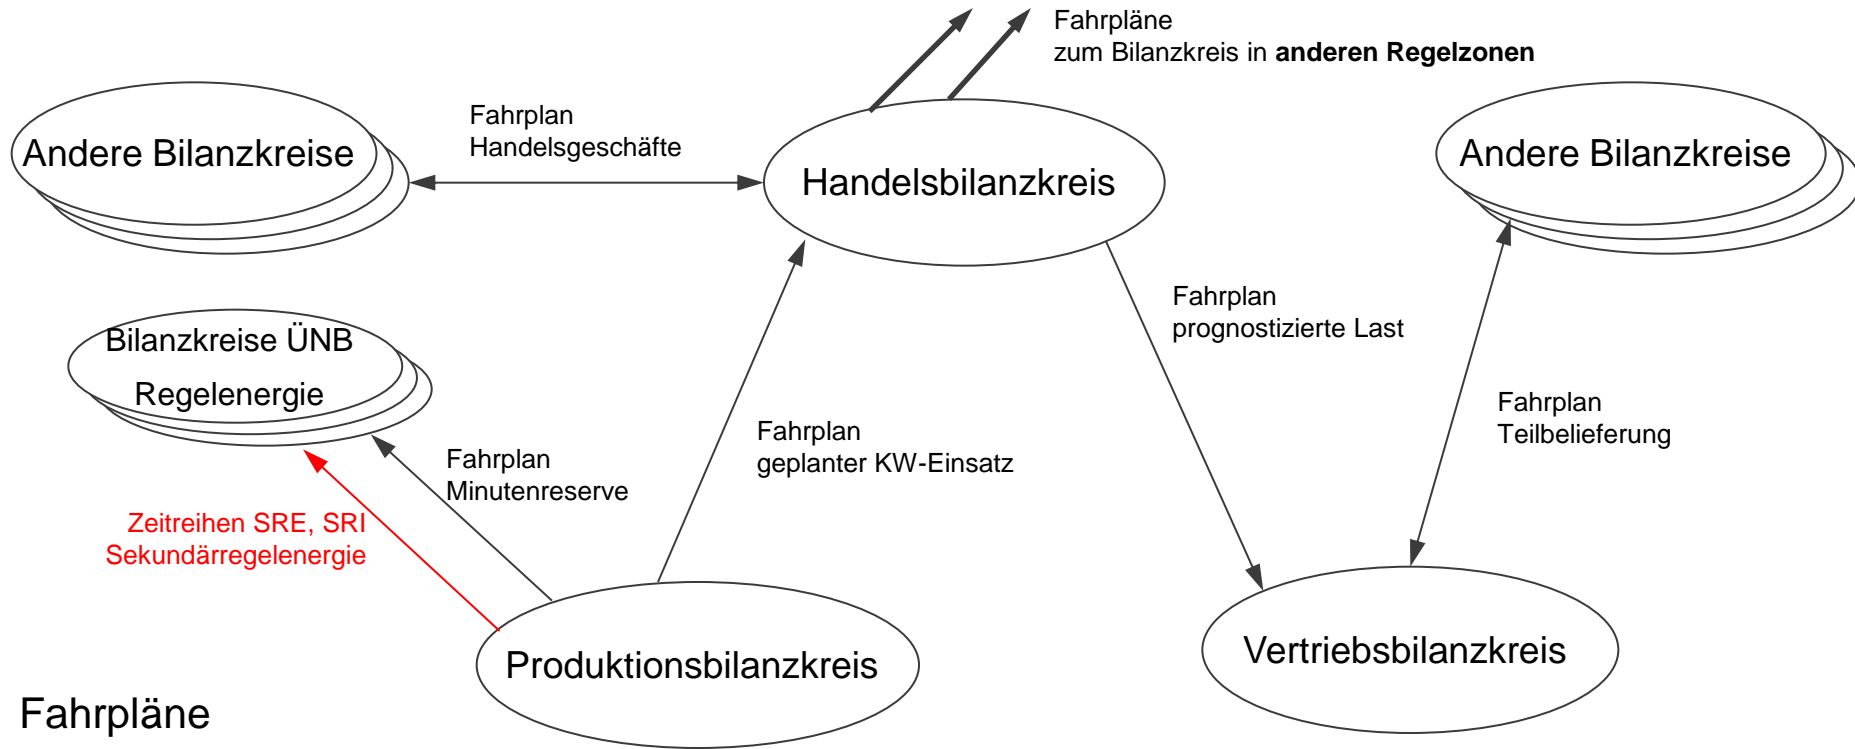 Fahrpläne
zum Bilanzkreis in anderen Regelzonen
Fahrplan
Handelsgeschäfte
Andere Bilanzkreise
Handelsbilanzkreis
Andere Bilanzkreise
Fahrplan
prognostizierte Last
Bilanzkreise ÜNB
Regelenergie
Fahrplan
Teilbelieferung
Fahrplan
geplanter KW-Einsatz
Fahrplan
Minutenreserve
Zeitreihen SRE, SRI
Sekundärregelenergie
Produktionsbilanzkreis
Vertriebsbilanzkreis
Fahrpläne